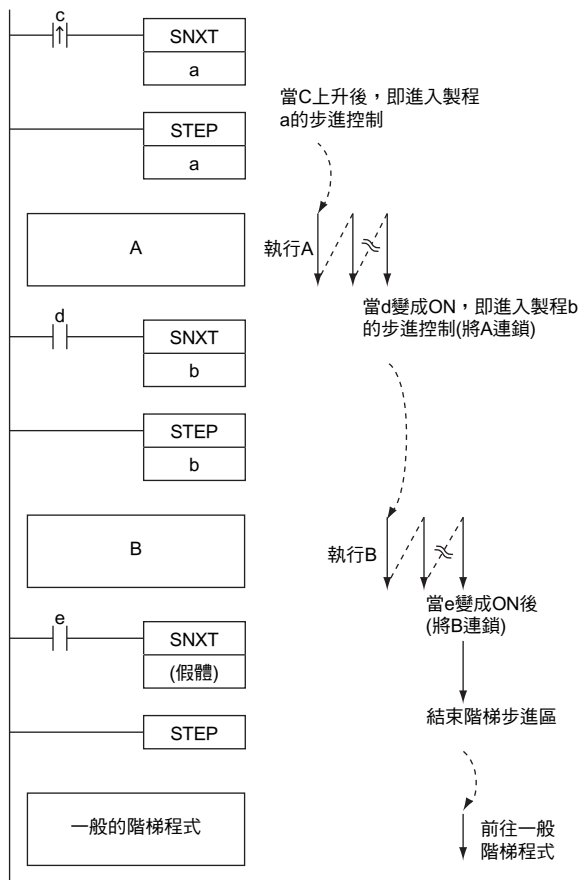 c
SNXT
a
當C上升後，即進入製程
a的步進控制
STEP
a
A
執行A
當d變成ON，即進入製程b
的步進控制(將A連鎖)
d
SNXT
b
STEP
b
B
執行B
當e變成ON後
(將B連鎖)
e
SNXT
(假體)
結束階梯步進區
STEP
一般的階梯程式
前往一般
階梯程式